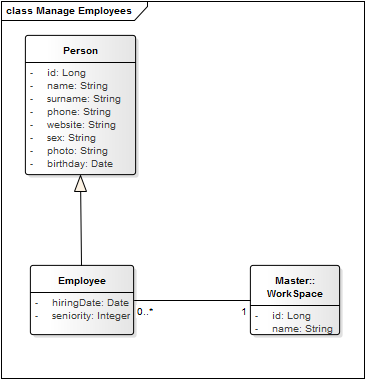 class Manage Employees
Person
- id: Long
- name: String
- surname: String
- phone: String
- website: String
- sex: String
- photo: String
- birthday: Date
Employee
- hiringDate: Date
- seniority: Integer
0..*
1
Master::
WorkSpace
- id: Long
- name: String